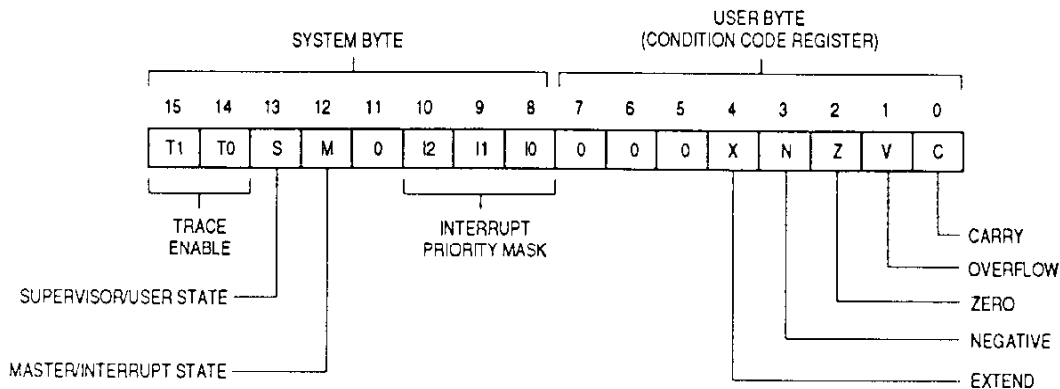 USER BYTE
SYSTEM BYTE (CONDITION CODE REGISTER)
15 14 13 12 11 10 9 8 7 6 5 4 3 2 1 0
T1 T0 S M 0 I2 I1 I0 0 0 0 X N Z V C
TRACE
ENABLE
INTERRUPT
PRIORITY MASK
CARRY
OVERFLOW
SUPERVISOR/USER STATE
ZERO
NEGATIVE
MASTER/INTERRUPT STATE
EXTEND